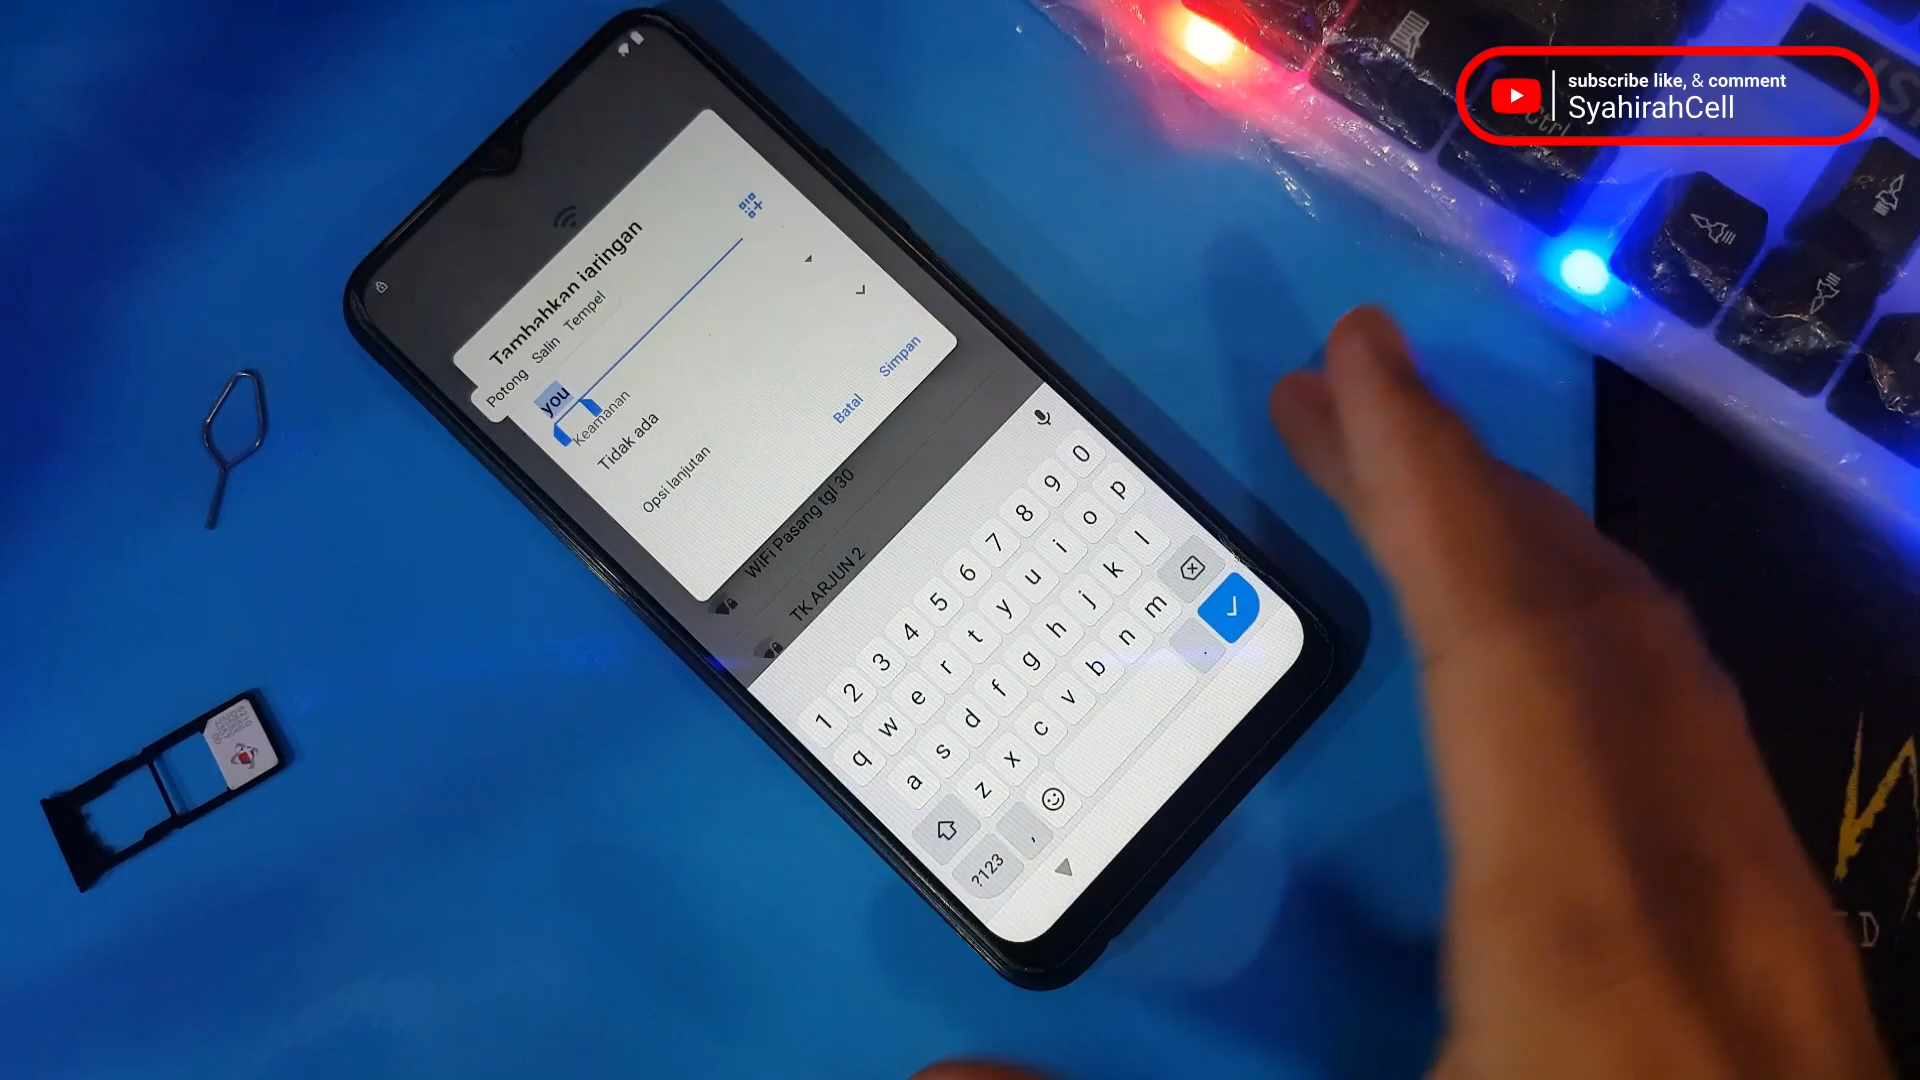 subscribe like, & comment
SyahirahCell
Ctrl
Tambahkan jaringan
Potong Salin Tempel
you
Keamanan
Tidak ada
Opsi lanjutan
Batal
Simpan
WiFi Pasang tgl 30
TK ARJUN 2
1 2 3 4 5 6 7 8 9 0
q w e r t y u i o p
a s d f g h j k l
z x c v b n m
?123 , .